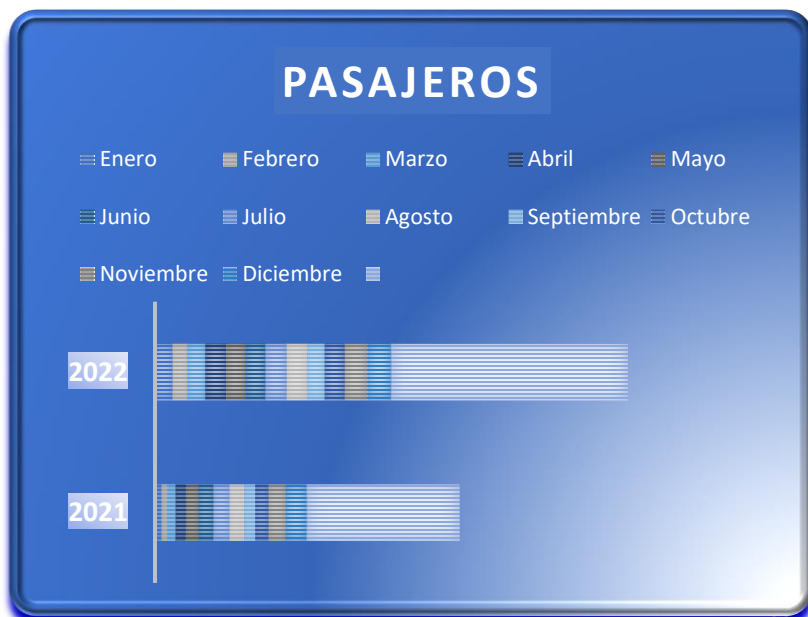 PASAJEROS
Enero Febrero Marzo Abril Mayo
Junio Julio Agosto Septiembre Octubre
Noviembre Diciembre
2022
2021